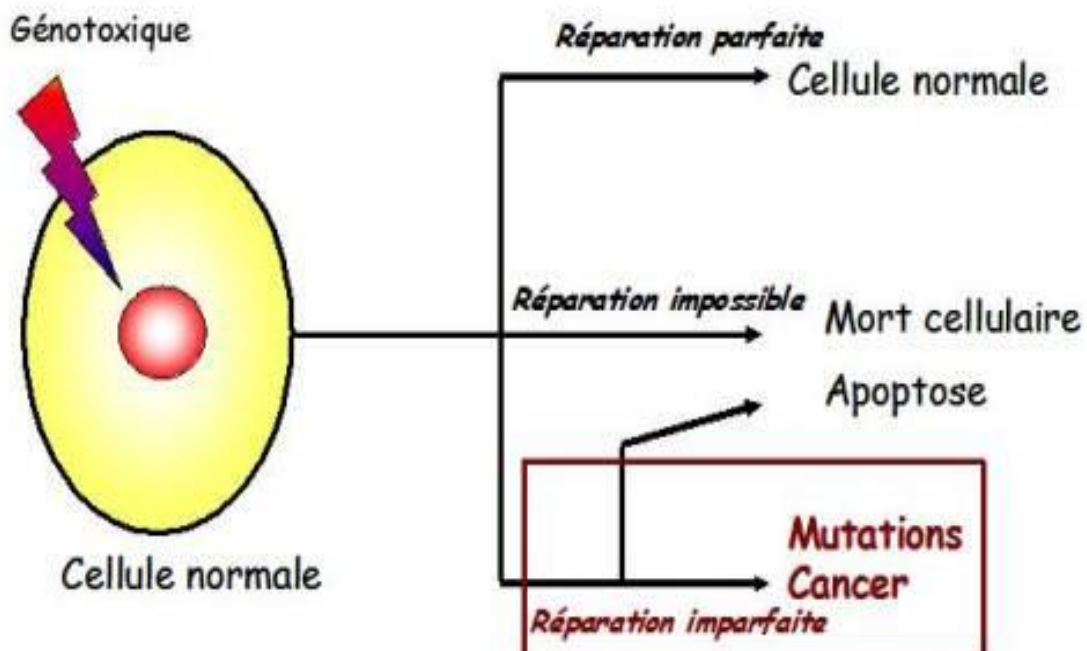 Génotoxique
Réparation parfaite
Cellule normale
Réparation impossible
Mort cellulaire
Apoptose
Mutations
Cancer
Réparation imparfaite
Cellule normale